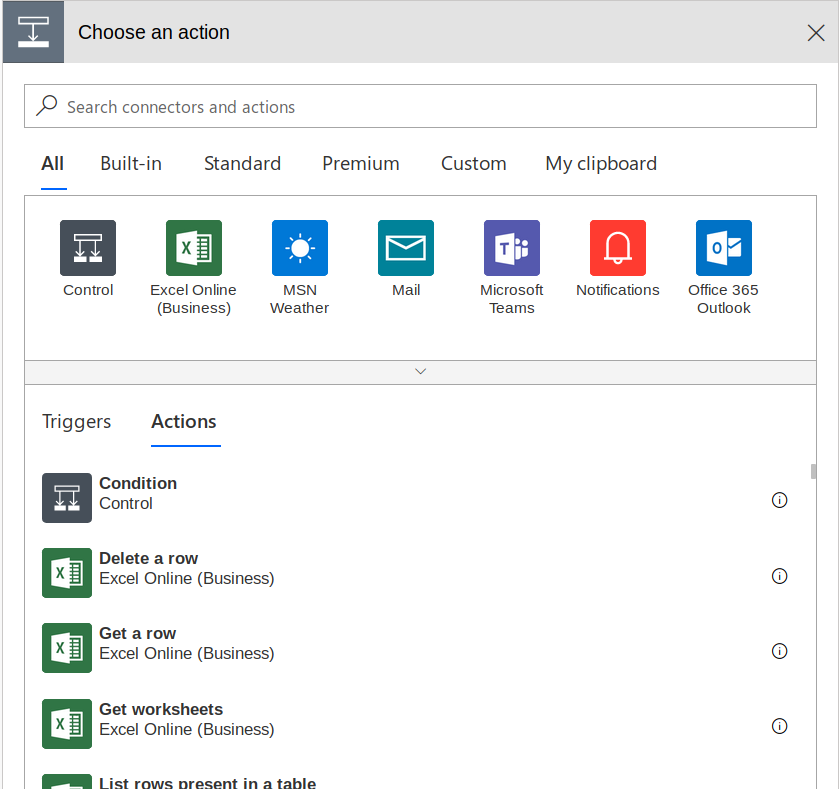 Choose an action
Search connectors and actions
All Built-in Standard Premium Custom My clipboard
Control Excel Online MSN Mail Microsoft Notifications Office 365
(Business) Weather Teams Outlook
Triggers Actions
Condition
Control
Delete a row
Excel Online (Business)
Get a row
Excel Online (Business)
Get worksheets
Excel Online (Business)
List rows present in a table